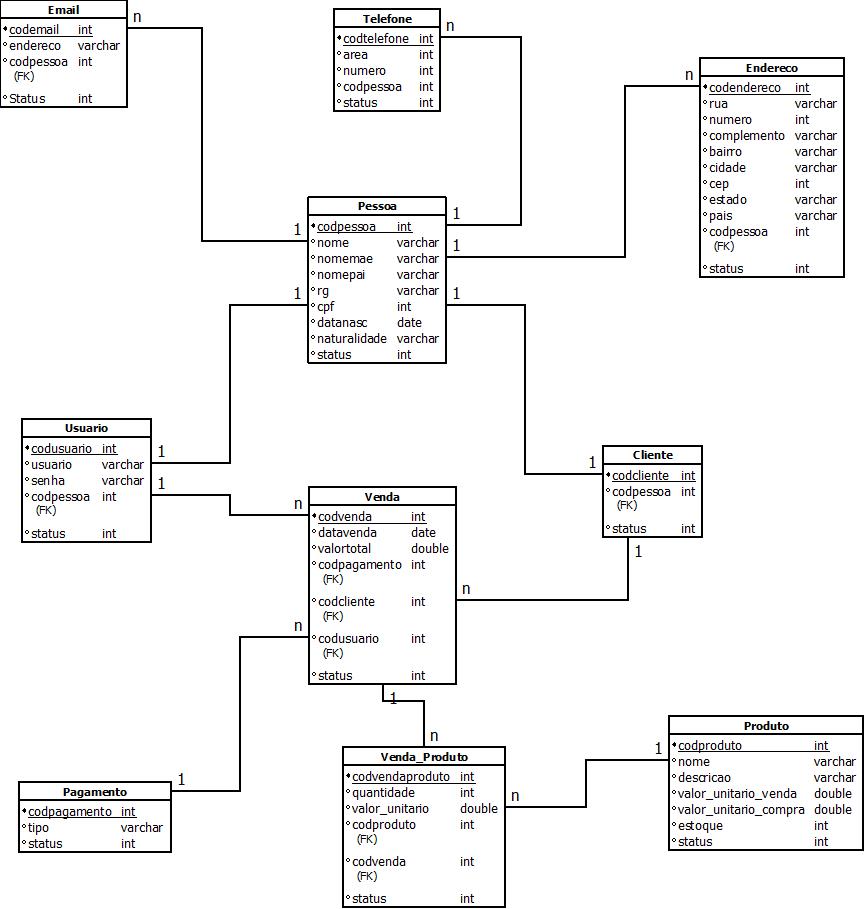 Email
codemail int
endereco varchar
codpessoa int
(FK)
Status int
n
Telefone
codtelefone int
area int
numero int
codpessoa int
status int
n
Endereco
codendereco int
rua varchar
numero int
complemento varchar
bairro varchar
cidade varchar
cep int
estado varchar
pais varchar
codpessoa int
(FK)
status int
n
Pessoa
codpessoa int
nome varchar
nomemae varchar
nomepai varchar
rg varchar
cpf int
datanasc date
naturalidade varchar
status int
1
1
1
1
1
Usuario
codusuario int
usuario varchar
senha varchar
codpessoa int
(FK)
status int
1
1
Cliente
codcliente int
codpessoa int
(FK)
status int
1
1
Venda
codvenda int
datavenda date
valortotal double
codpagamento int
(FK)
codcliente int
(FK)
codusuario int
(FK)
status int
n
n
n
1
Pagamento
codpagamento int
tipo varchar
status int
1
Venda_Produto
codvendaproduto int
quantidade int
valor_unitario double
codproduto int
(FK)
codvenda int
(FK)
status int
n
n
Produto
codproduto int
nome varchar
descricao varchar
valor_unitario_venda double
valor_unitario_compra double
estoque int
status int
1